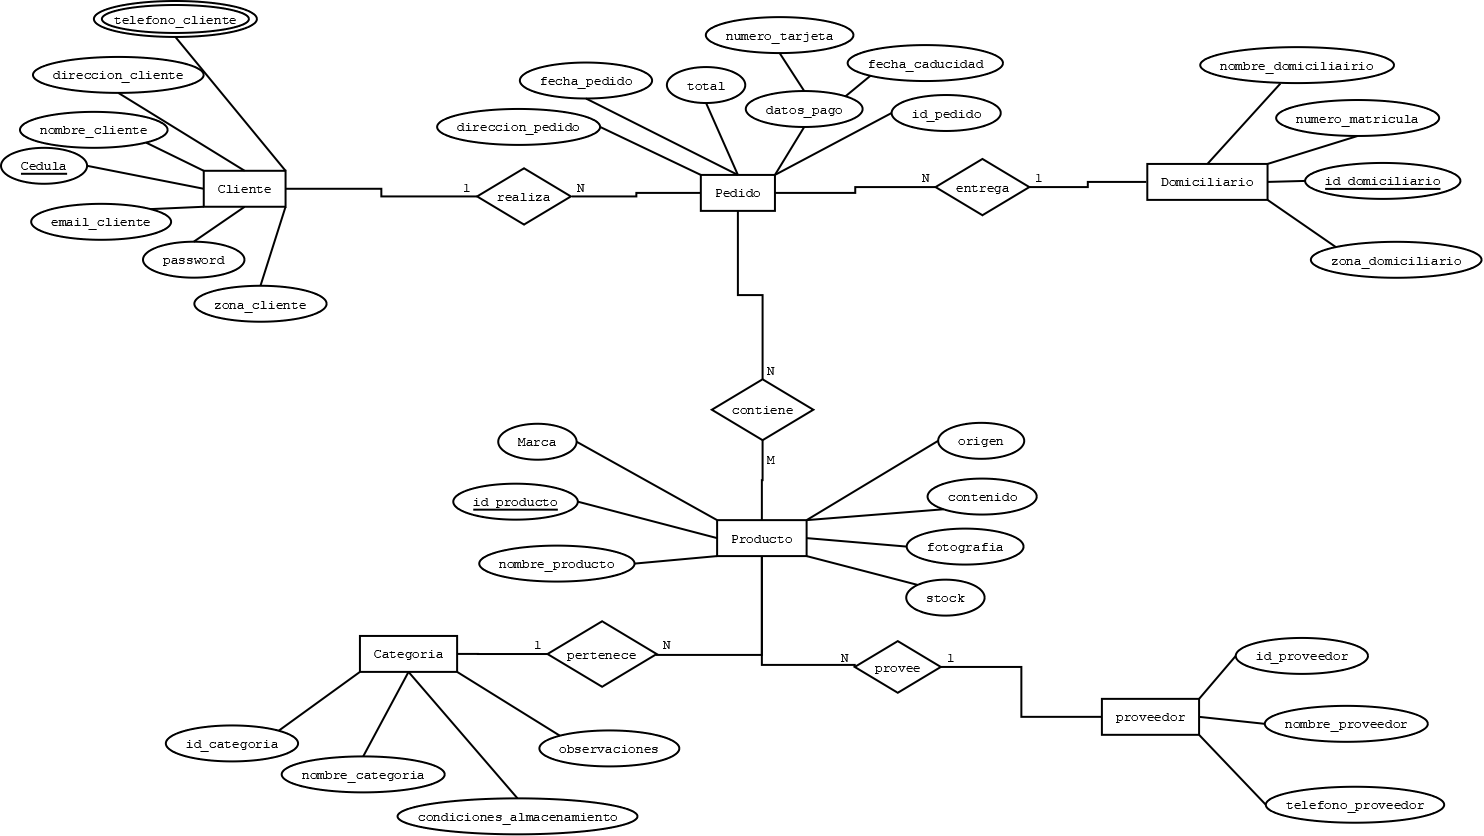 telefono_cliente
direccion_cliente
nombre_cliente
Cedula
email_cliente
password
zona_cliente
Cliente
1
realiza
N
direccion_pedido
fecha_pedido
total
numero_tarjeta
fecha_caducidad
datos_pago
id_pedido
Pedido
N
entrega
1
nombre_domiciliairio
numero_matricula
id_domiciliario
zona_domiciliario
Domiciliario
N
contiene
M
Marca
id_producto
nombre_producto
Producto
origen
contenido
fotografia
stock
Categoria
1
pertenece
N
N
provee
1
id_categoria
nombre_categoria
condiciones_almacenamiento
observaciones
proveedor
id_proveedor
nombre_proveedor
telefono_proveedor